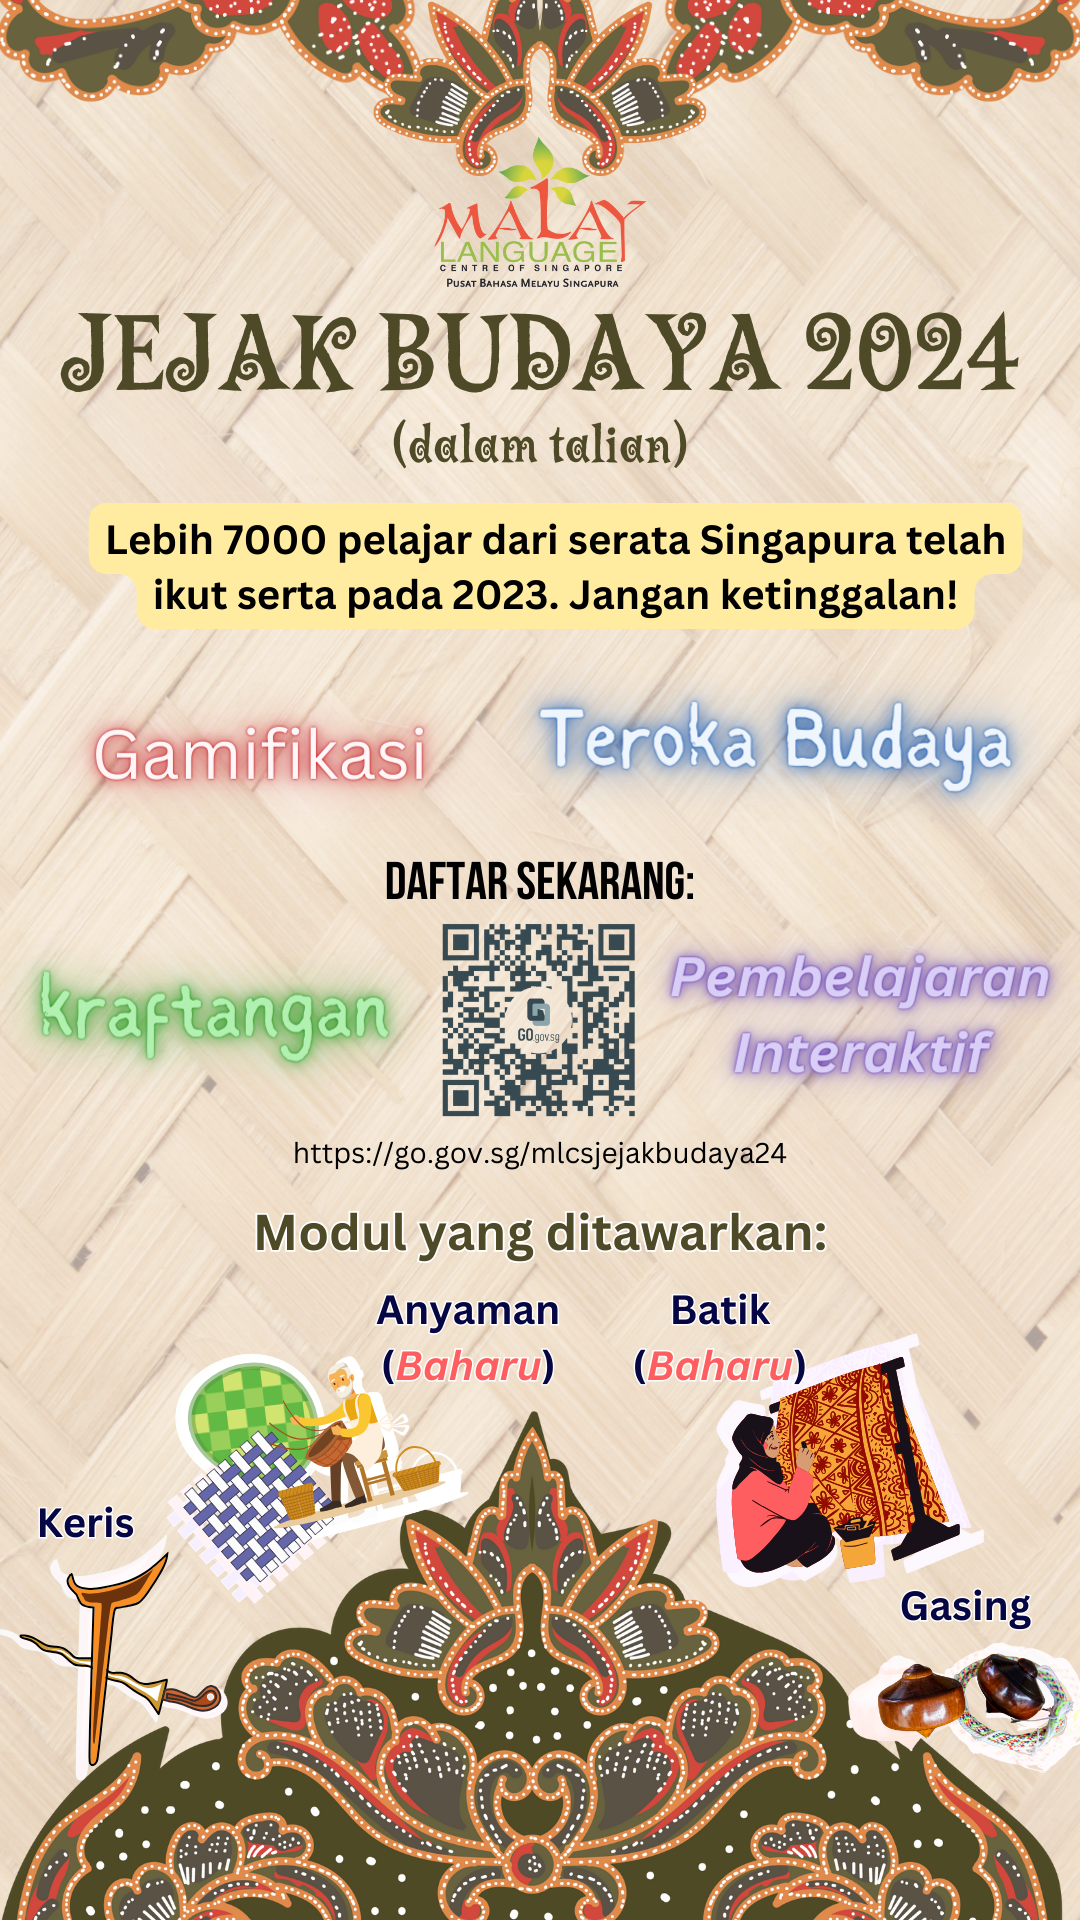 MALAY
LANGUAGE
CENTRE OF SINGAPORE
PUSAT BAHASA MELAYU SINGAPURA
JEJAK BUDAYA 2024
(dalam talian)
Lebih 7000 pelajar dari serata Singapura telah
ikut serta pada 2023. Jangan ketinggalan!
Gamifikasi
Teroka Budaya
DAFTAR SEKARANG:
kraftangan
GO gov.sg
Pembelajaran
Interaktif
https://go.gov.sg/mlcsjejakbudaya24
Modul yang ditawarkan:
Anyaman
(Baharu)
Batik
(Baharu)
Keris
Gasing